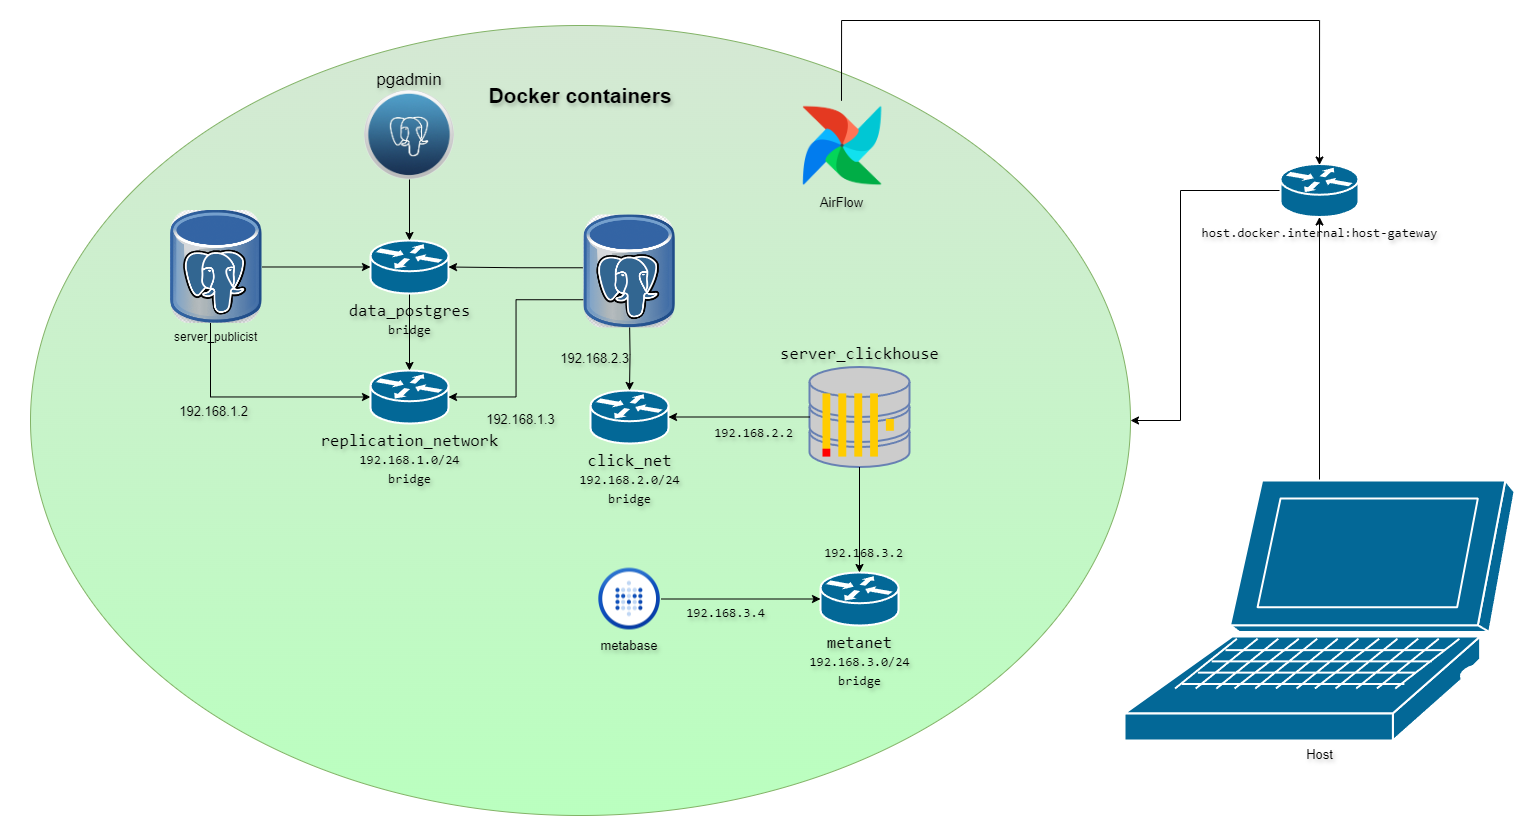 pgadmin
Docker containers
AirFlow
host.docker.internal:host-gateway
data_postgres
bridge
server_publicist
192.168.2.3
server_clickhouse
192.168.1.2
192.168.1.3
192.168.2.2
replication_network
192.168.1.0/24
bridge
click_net
192.168.2.0/24
bridge
192.168.3.2
192.168.3.4
metabase
metanet
192.168.3.0/24
bridge
Host